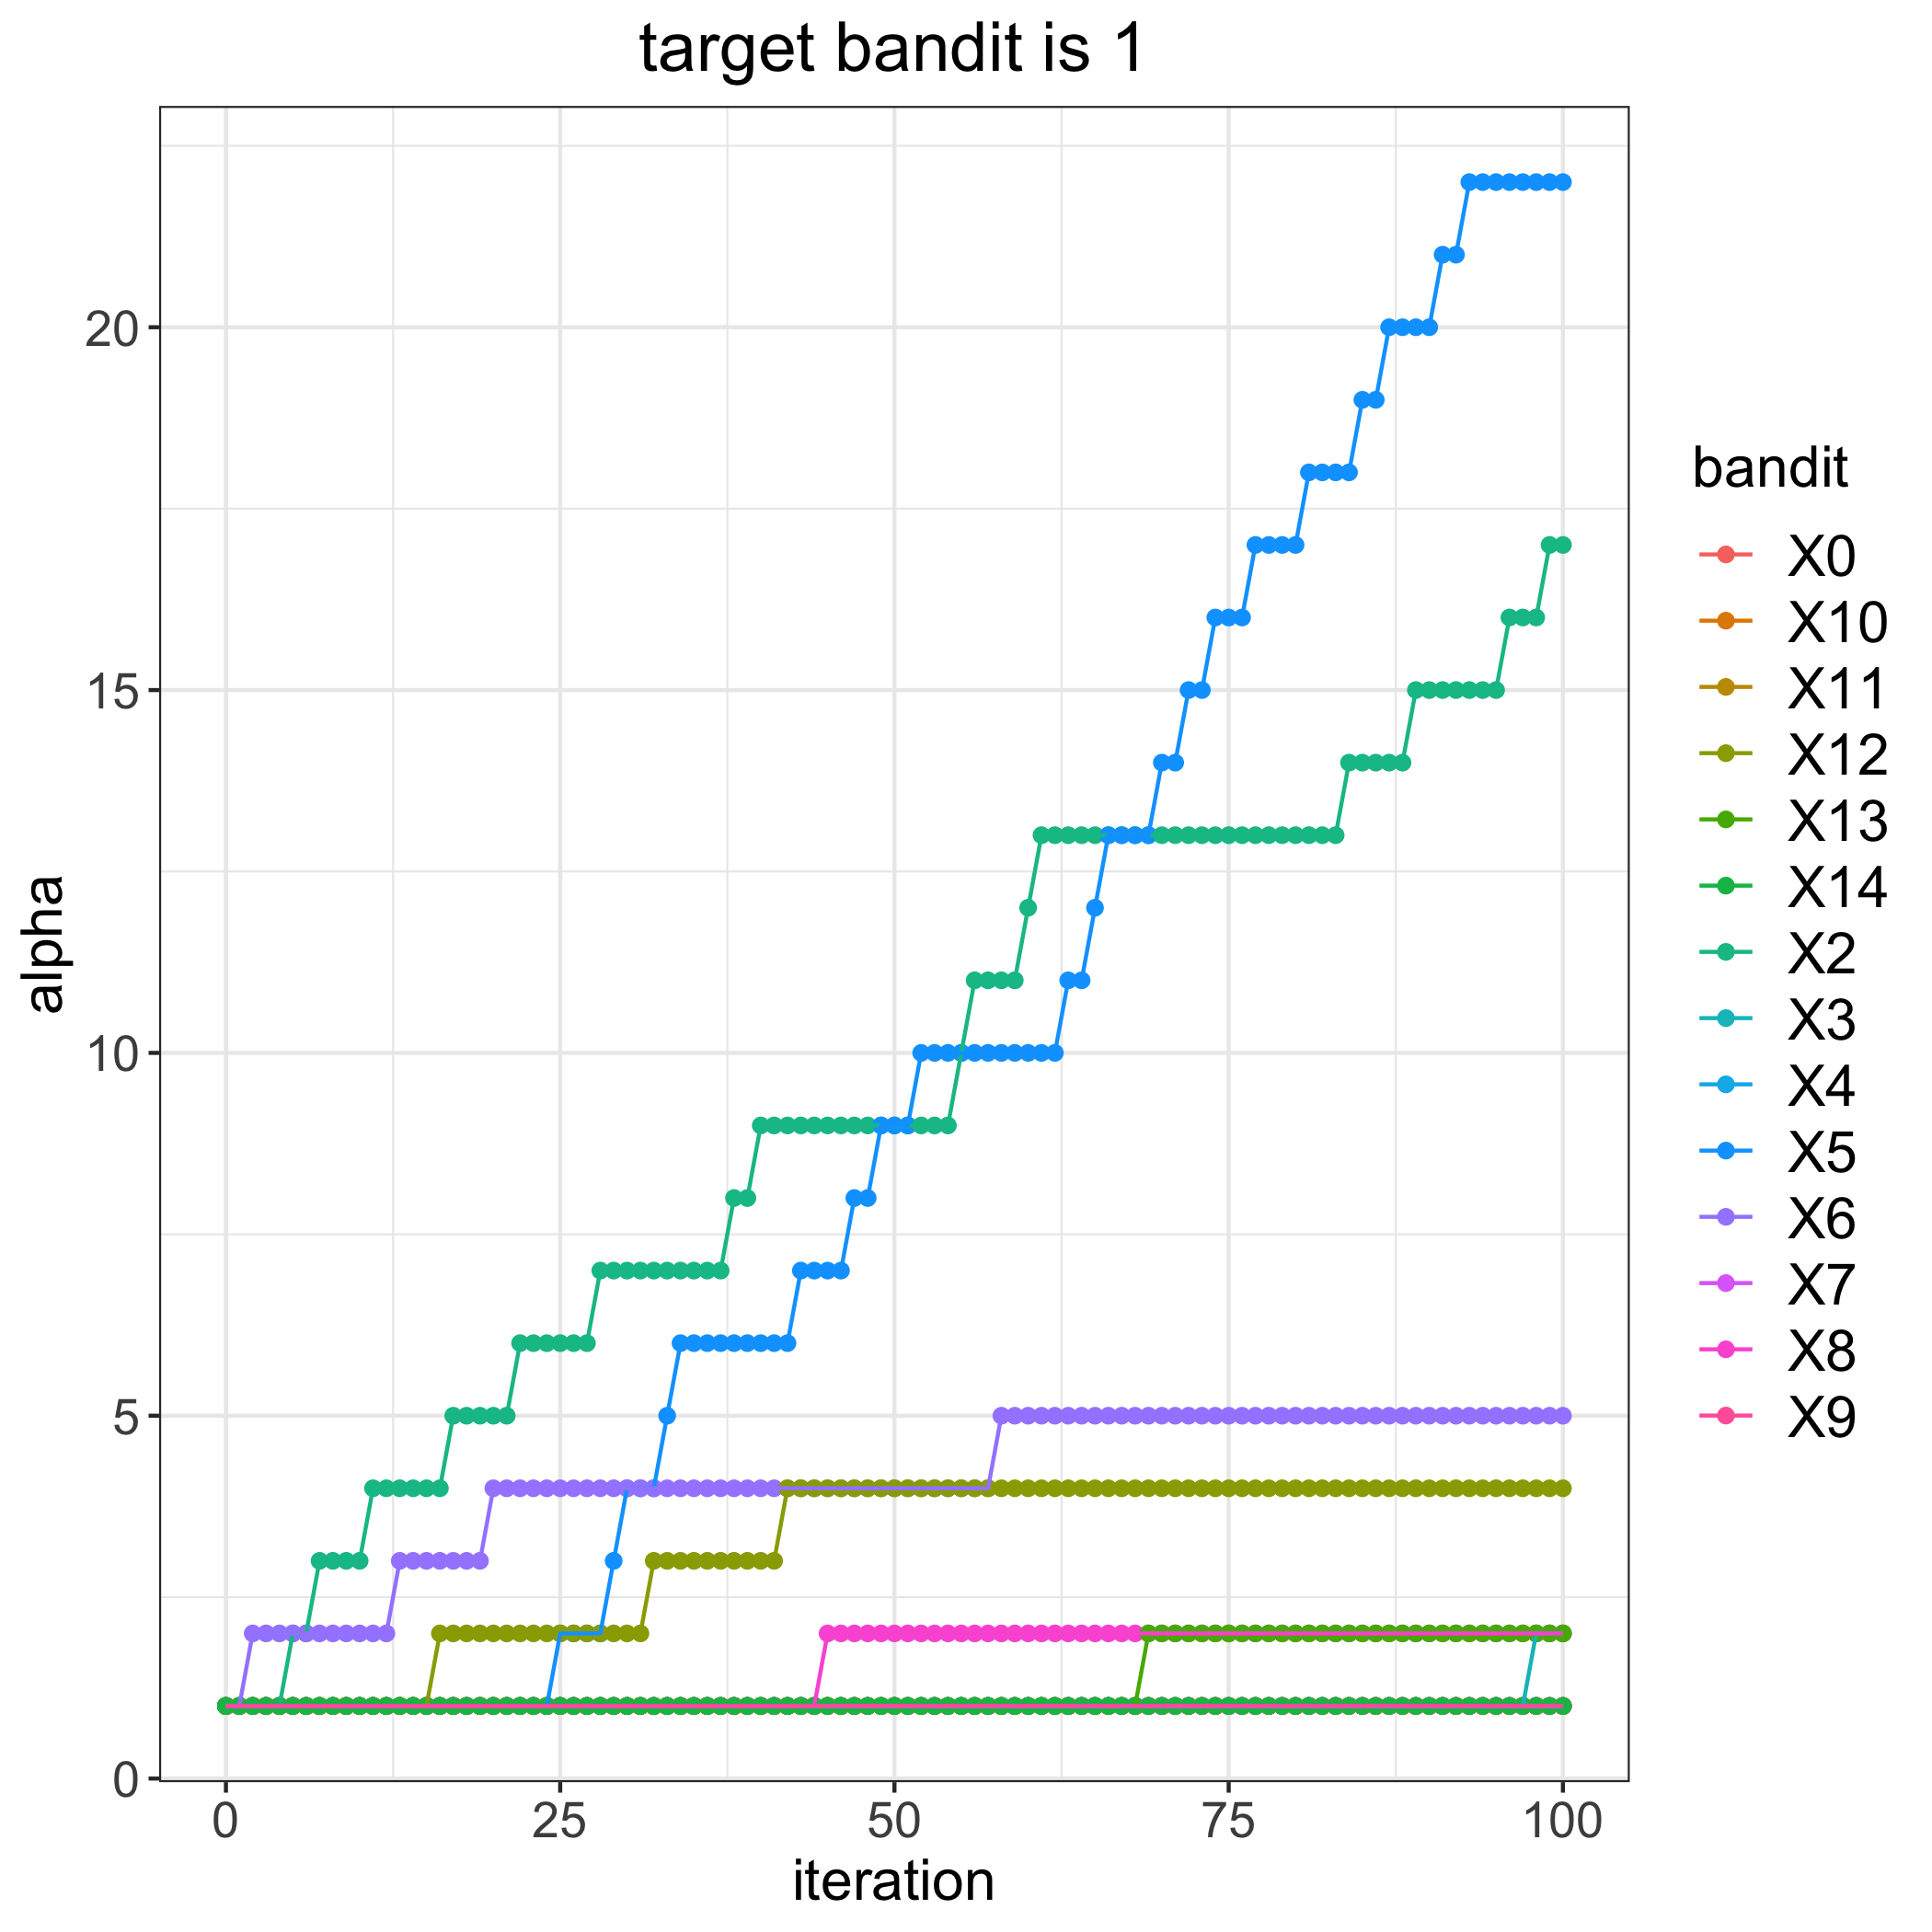 target bandit is 1
alpha
20
15
10
5
0
0 25 50 75 100
iteration
bandit
X0
X10
X11
X12
X13
X14
X2
X3
X4
X5
X6
X7
X8
X9